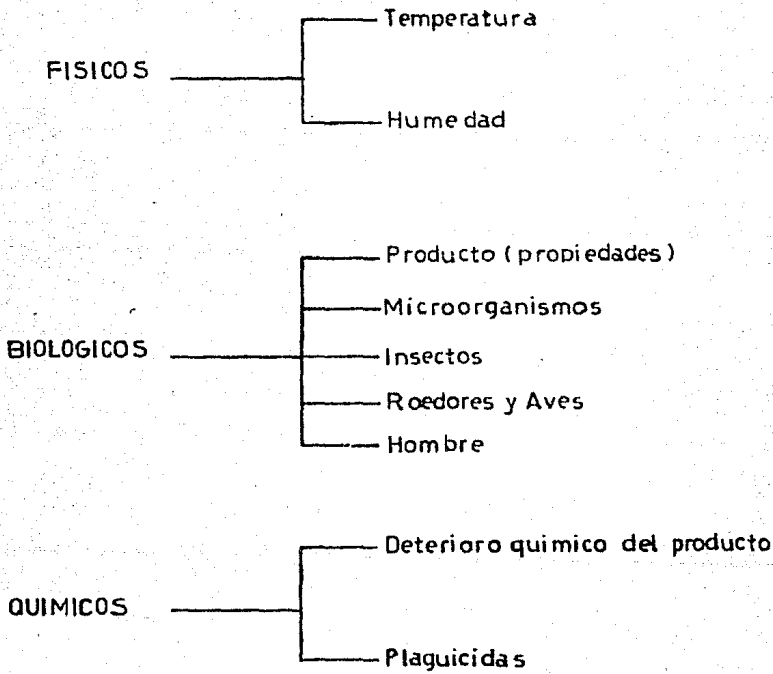 Temperatura
FISICOS
Humedad
Producto (propiedades)
Microorganismos
BIOLOGICOS
Insectos
Roedores y Aves
Hombre
Deterioro quimico del producto
QUIMICOS
Plaguicidas